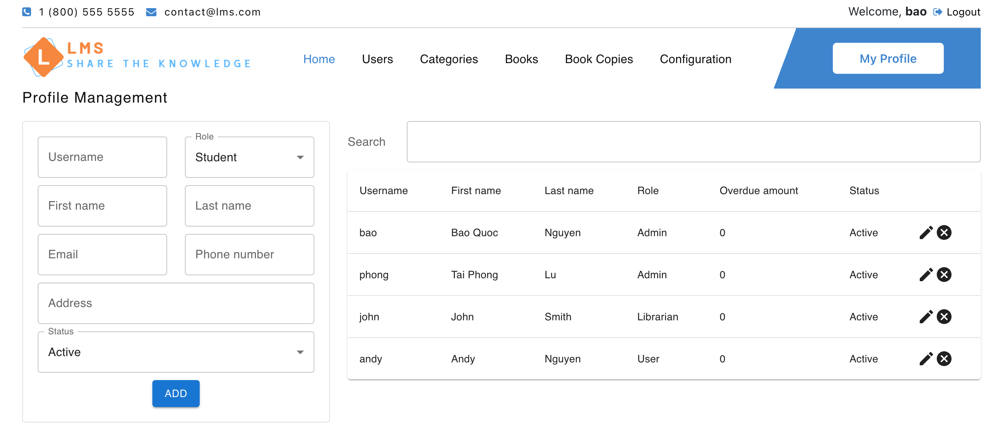 1 (800) 555 5555 contact@lms.com Welcome, bao Logout
L LMS
SHARE THE KNOWLEDGE
Home Users Categories Books Book Copies Configuration My Profile
Profile Management
Username
Role
Student
First name
Last name
Email
Phone number
Address
Status
Active
ADD
Search
Username First name Last name Role Overdue amount Status
bao Bao Quoc Nguyen Admin 0 Active
phong Tai Phong Lu Admin 0 Active
john John Smith Librarian 0 Active
andy Andy Nguyen User 0 Active